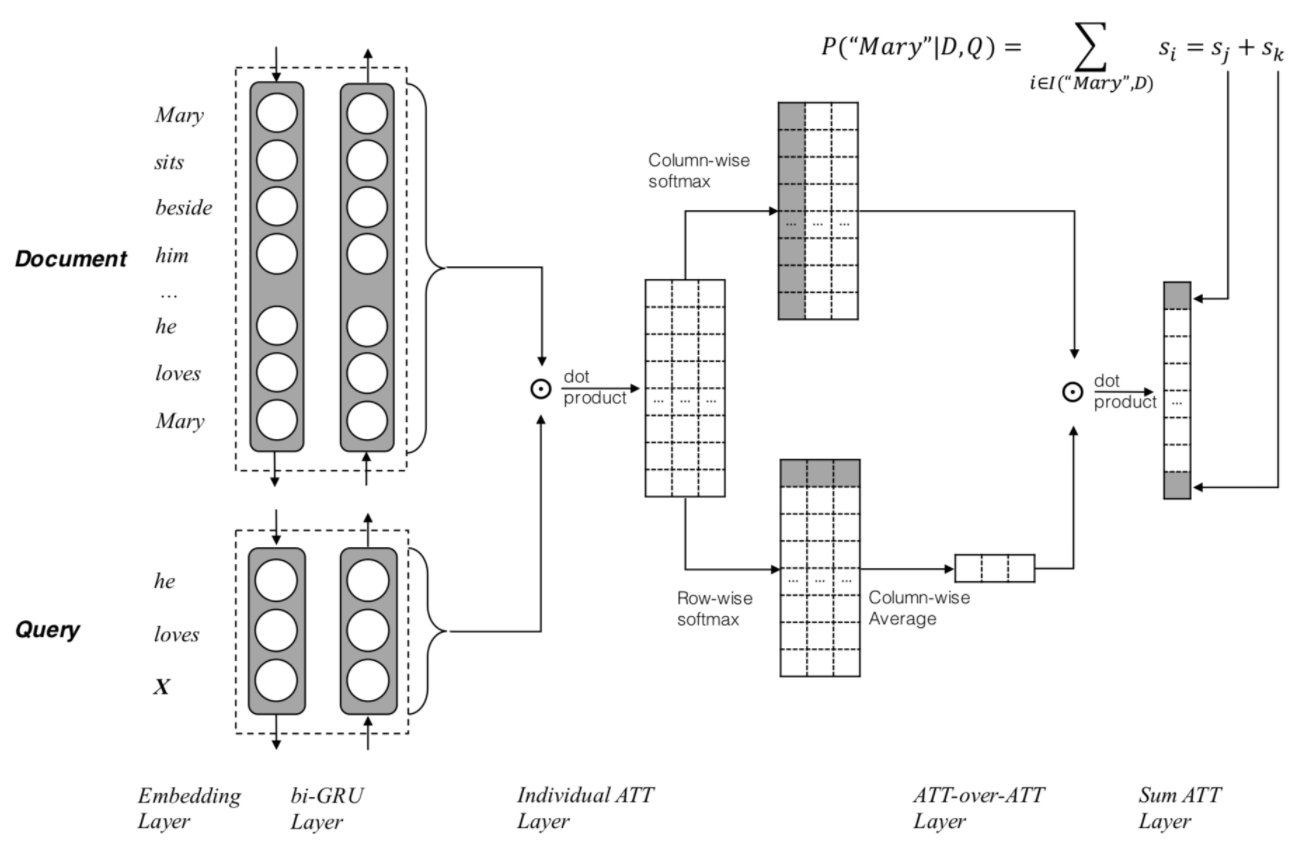 P(“Mary”|D,Q) = ∑ s_i = s_j + s_k
i∈I("Mary",D)
Document
Mary
sits
beside
him
...
he
loves
Mary
Query
he
loves
X
dot
product
... ... ...
Column-wise
softmax
... ... ...
Row-wise
softmax
... ... ...
Column-wise
Average
dot
product
...
Embedding
Layer
bi-GRU
Layer
Individual ATT
Layer
ATT-over-ATT
Layer
Sum ATT
Layer